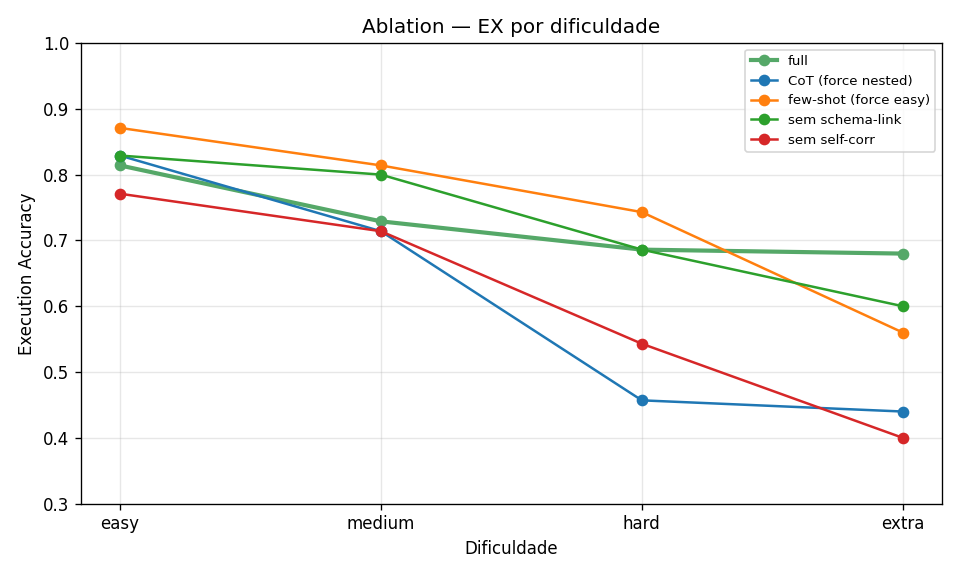 Ablation — EX por dificuldade
1.0
0.9
0.8
0.7
0.6
0.5
0.4
0.3
Execution Accuracy
full
CoT (force nested)
few-shot (force easy)
sem schema-link
sem self-corr
easy medium hard extra
Dificuldade